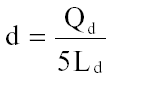 d = Q_d / 5L_d